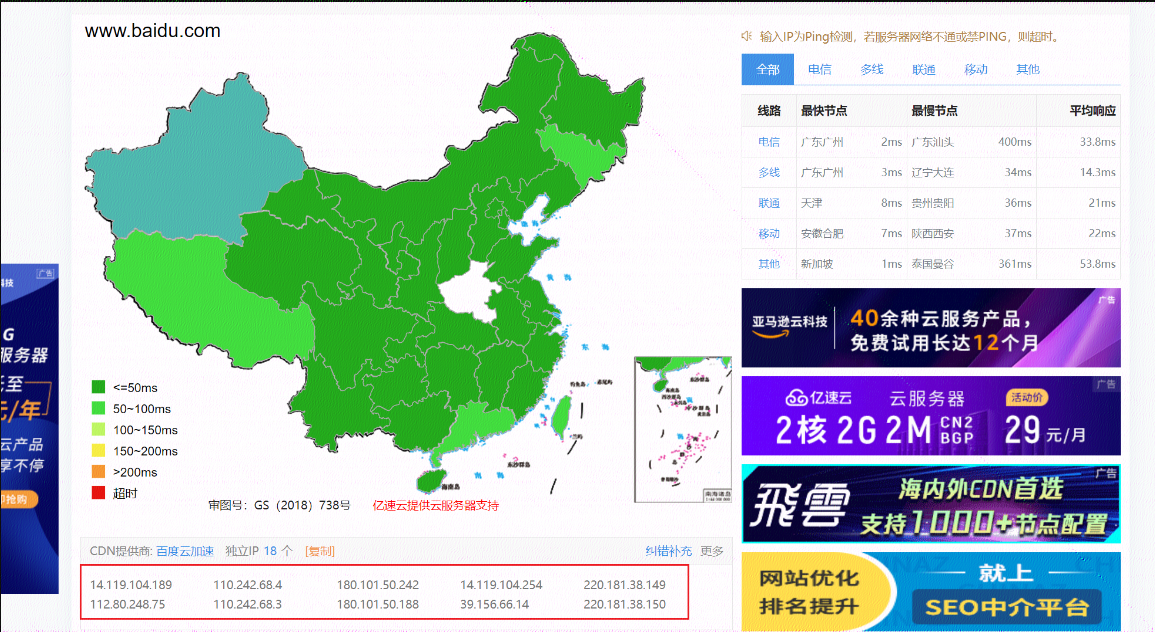 www.baidu.com
输入IP为Ping检测，若服务器网络不通或禁PING，则超时。
全部 电信 多线 联通 移动 其他
线路 最快节点 最慢节点 平均响应
电信 广东广州 2ms 广东汕头 400ms 33.8ms
多线 广东广州 3ms 辽宁大连 34ms 14.3ms
联通 天津 8ms 贵州贵阳 36ms 21ms
移动 安徽合肥 7ms 陕西西安 37ms 22ms
其他 新加坡 1ms 泰国曼谷 361ms 53.8ms
渤 海
黄 海
东 海
南 海
海南岛
东沙群岛
<=50ms
50~100ms
100~150ms
150~200ms
>200ms
超时
审图号：GS（2018）738号 亿速云提供云服务器支持
南海诸岛
CDN提供商: 百度云加速 独立IP 18 个 [复制] 纠错补充 更多
14.119.104.189 110.242.68.4 180.101.50.242 14.119.104.254 220.181.38.149
112.80.248.75 110.242.68.3 180.101.50.188 39.156.66.14 220.181.38.150
广告
科技
G
服务器
元/年
云产品
享不停
抢购
广告
亚马逊云科技
40余种云服务产品，
免费试用长达12个月
广告
亿速云 云服务器 活动价
2核 2G 2M CN2 BGP 29元/月
广告
飛雲
海内外CDN首选
支持1000+节点配置
网站优化
排名提升
就上
SEO中介平台